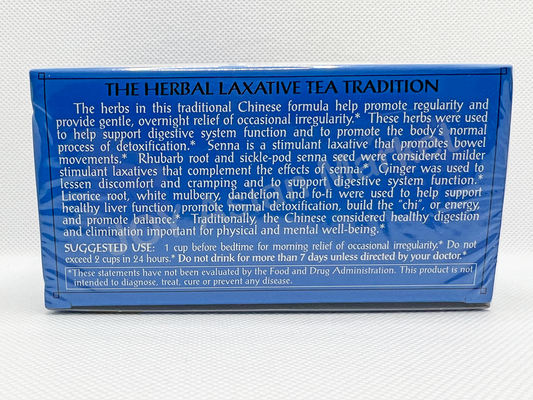 THE HERBAL LAXATIVE TEA TRADITION
The herbs in this traditional Chinese formula help promote regularity and
provide gentle, overnight relief of occasional irregularity.* These herbs were used
to help support digestive system function and to promote the body's normal
process of detoxification.* Senna is a stimulant laxative that promotes bowel
movements.* Rhubarb root and sickle-pod senna seed were considered milder
stimulant laxatives that complement the effects of senna.* Ginger was used to
lessen discomfort and cramping and to support digestive system function.*
Licorice root, white mulberry, dandelion and fo-ti were used to help support
healthy liver function, promote normal detoxification, build the "chi", or energy,
and promote balance.* Traditionally, the Chinese considered healthy digestion
and elimination important for physical and mental well-being.*
SUGGESTED USE: 1 cup before bedtime for morning relief of occasional irregularity.* Do not
exceed 2 cups in 24 hours.* Do not drink for more than 7 days unless directed by your doctor.*
*These statements have not been evaluated by the Food and Drug Administration. This product is not
intended to diagnose, treat, cure or prevent any disease.